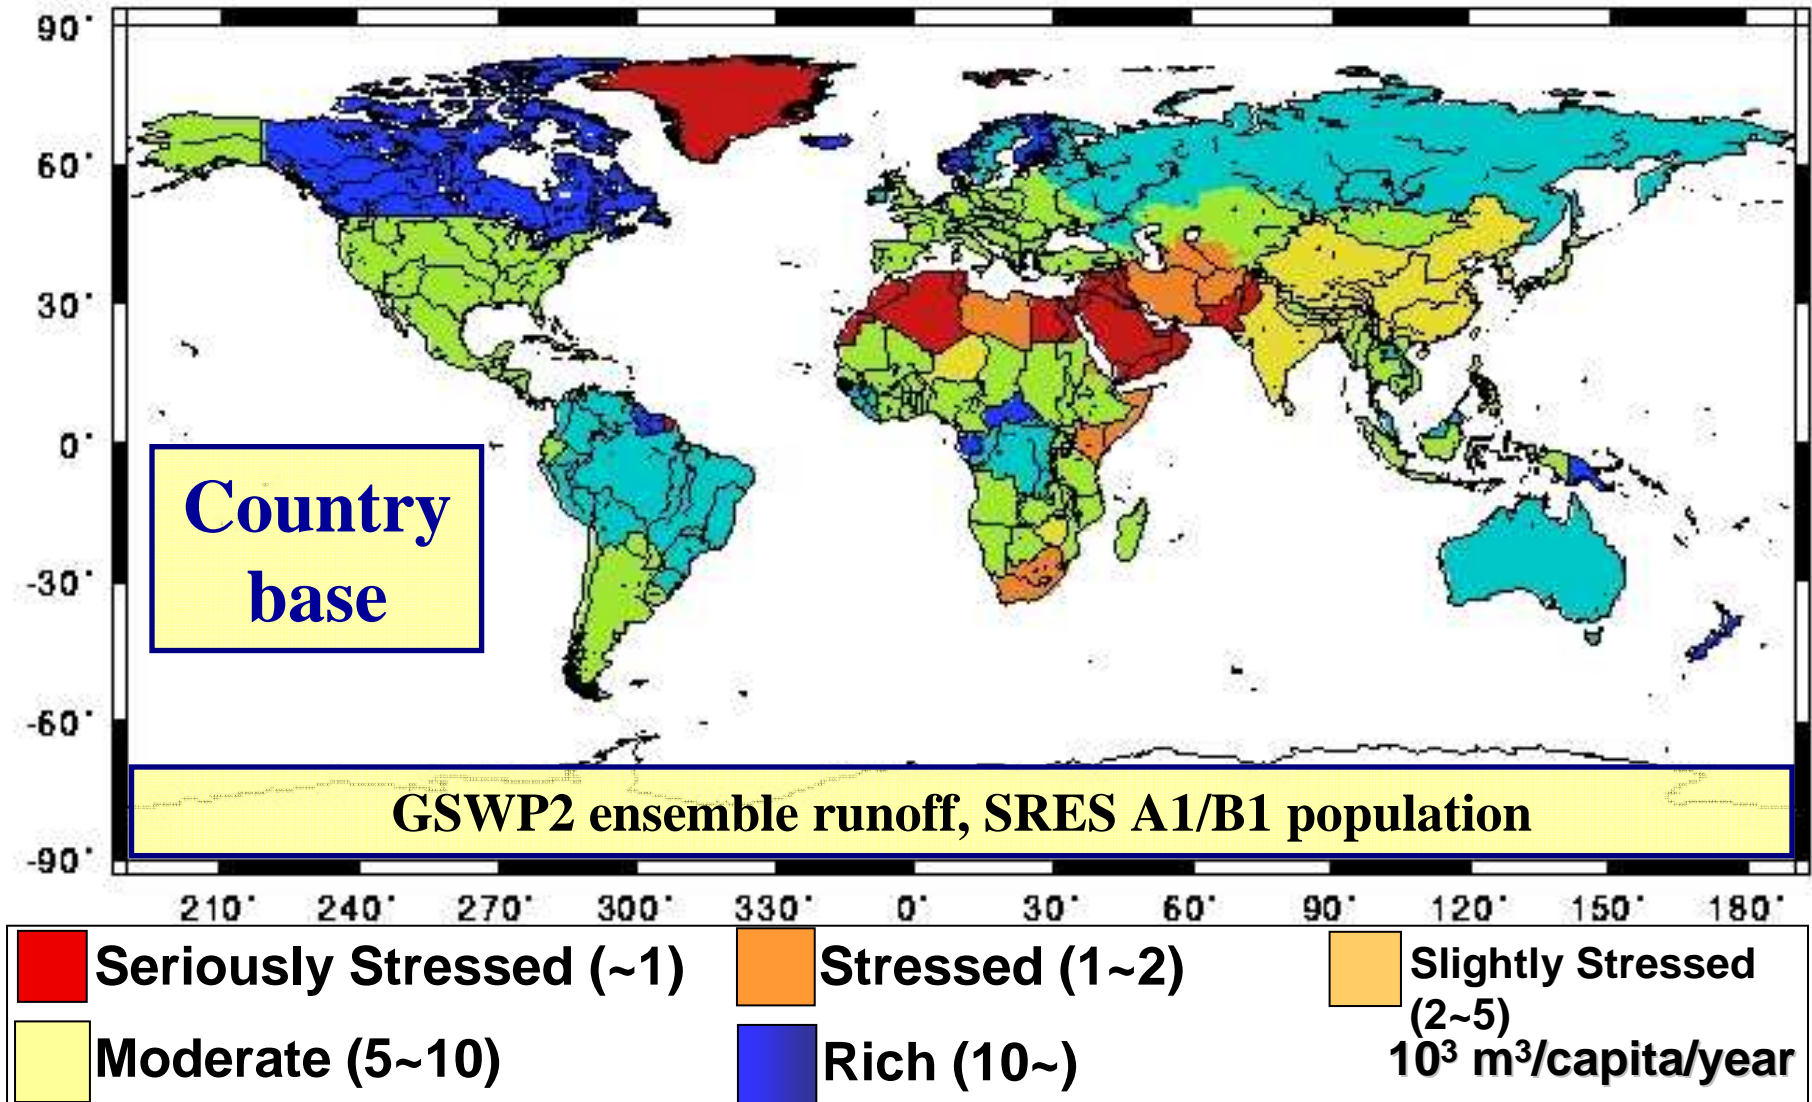 90°
60°
30°
0°
-30°
-60°
-90°
Country
base
GSWP2 ensemble runoff, SRES A1/B1 population
210° 240° 270° 300° 330° 0° 30° 60° 90° 120° 150° 180°
Seriously Stressed (~1)
Stressed (1~2)
Slightly Stressed
(2~5)
Moderate (5~10)
Rich (10~)
10³ m³/capita/year